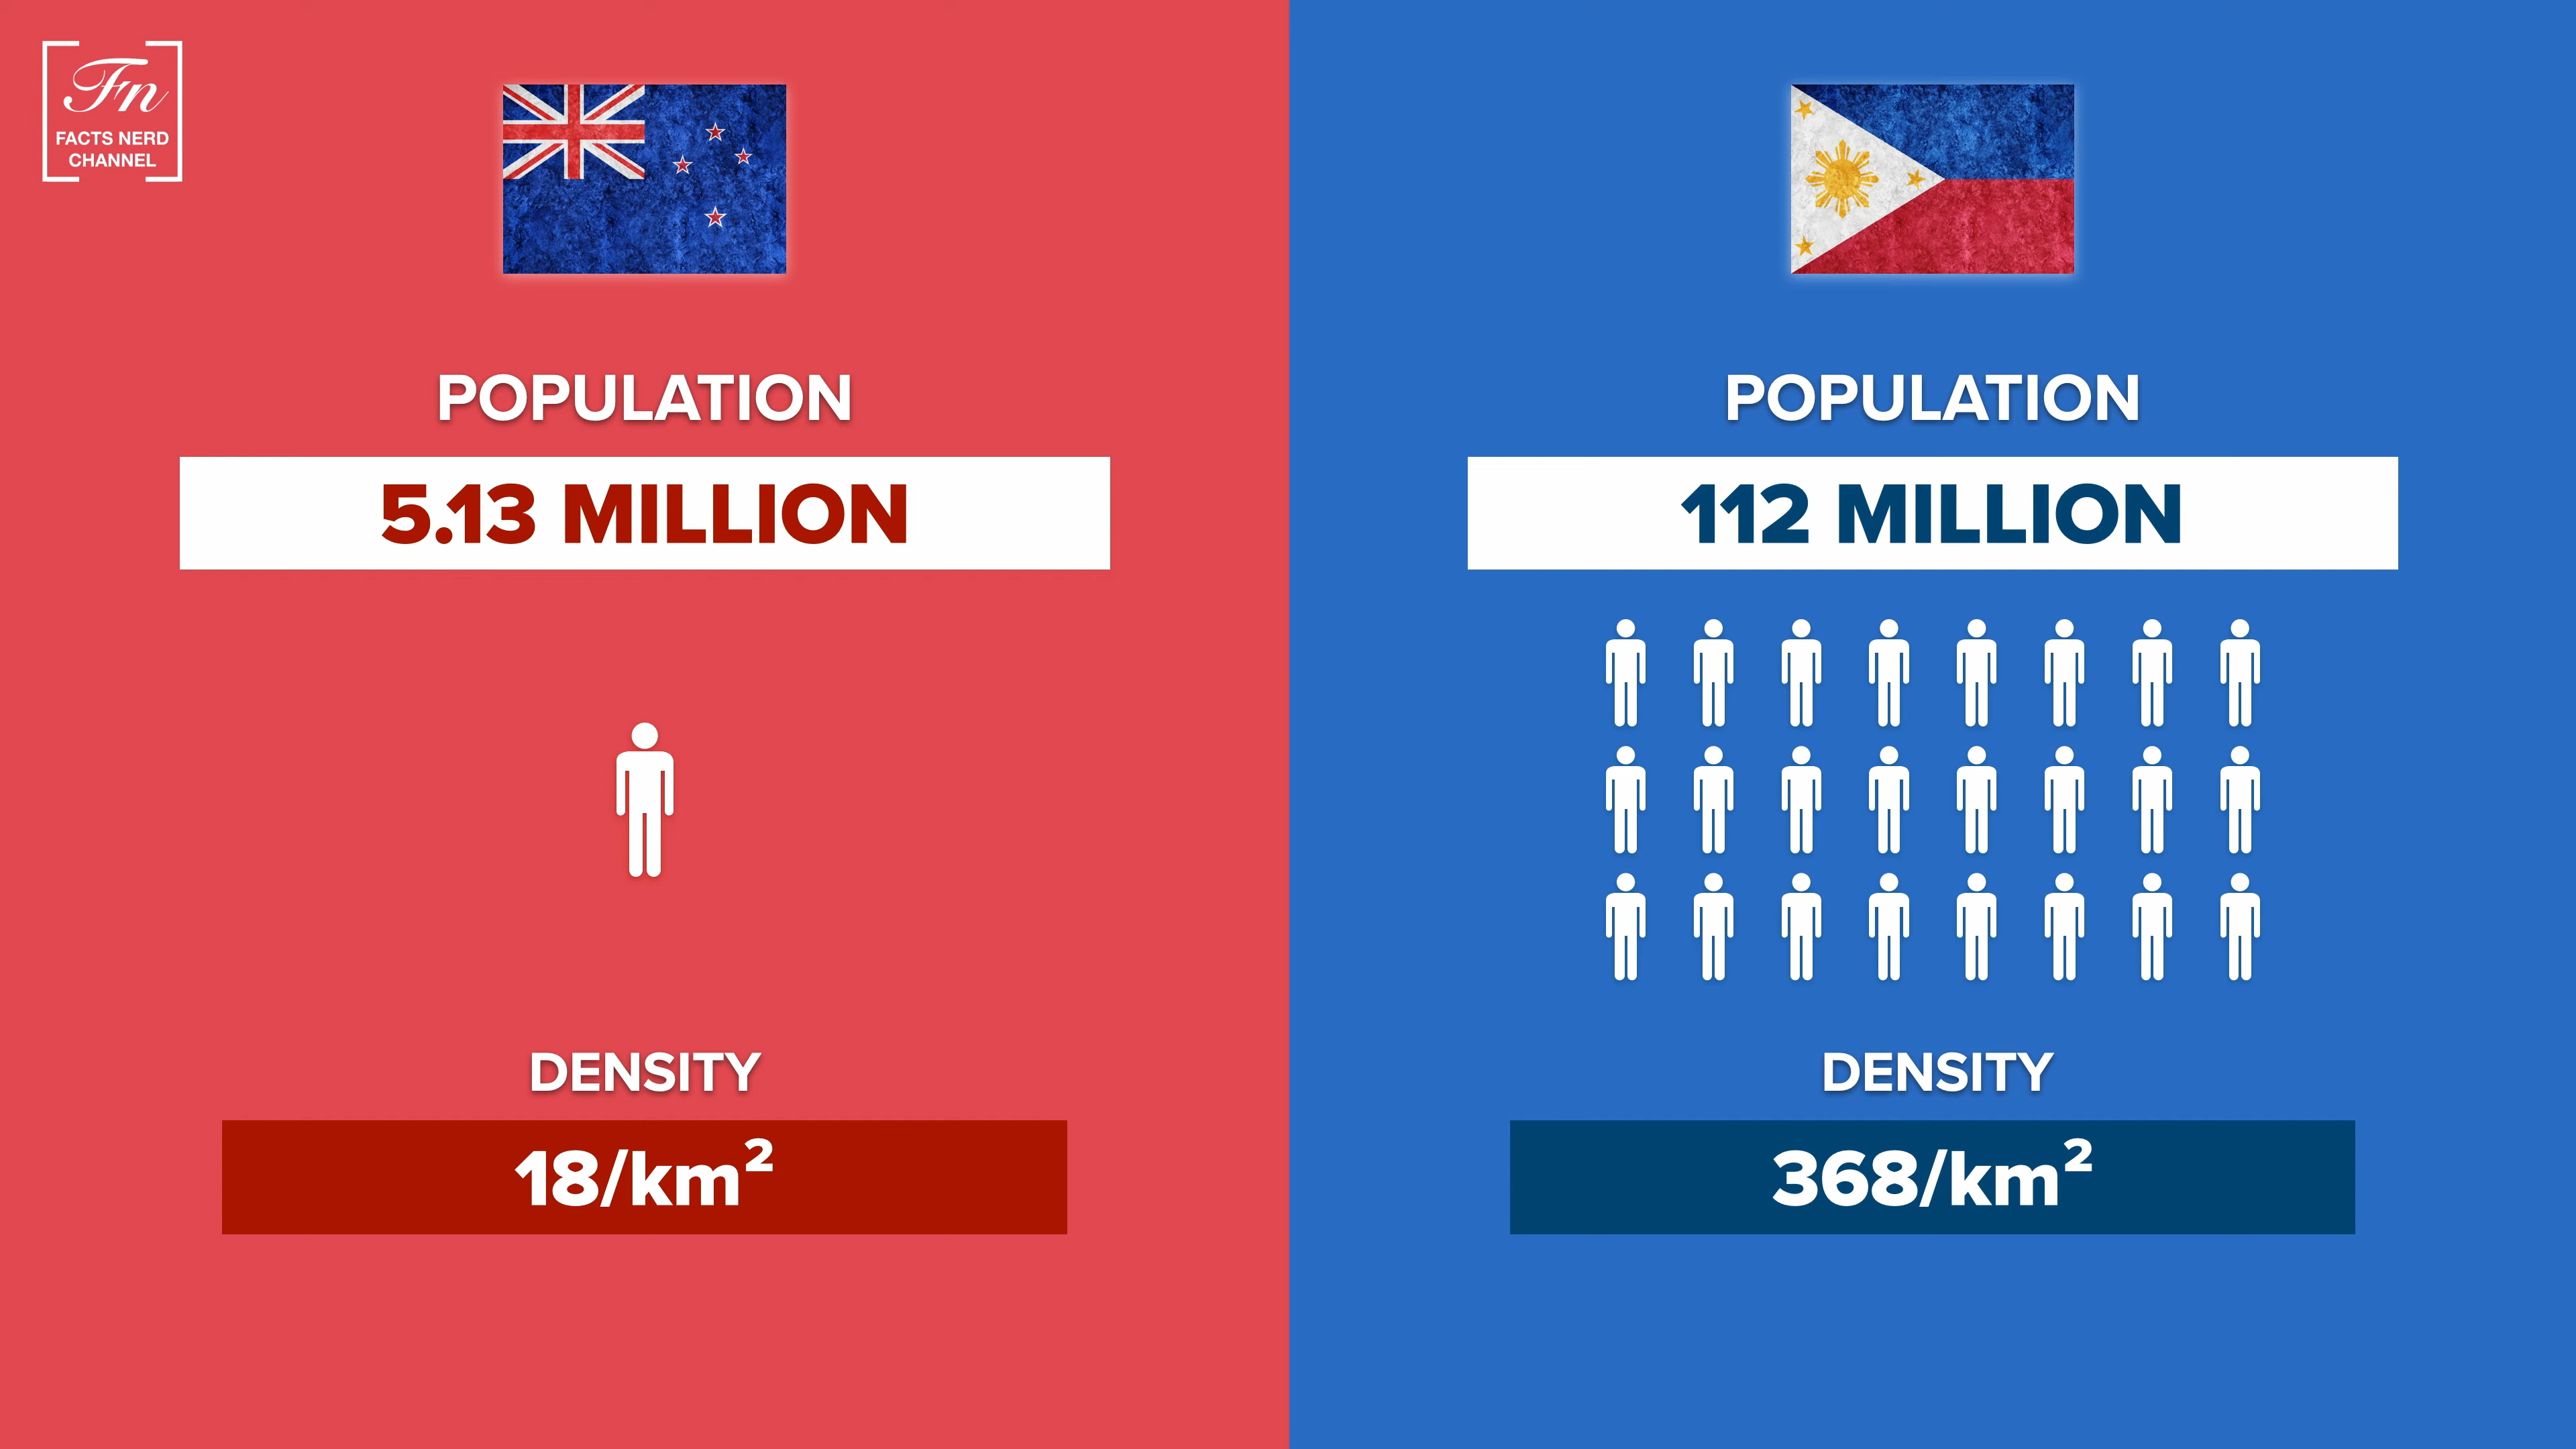 Fn
FACTS NERD
CHANNEL
POPULATION
5.13 MILLION
DENSITY
18/km²
POPULATION
112 MILLION
DENSITY
368/km²